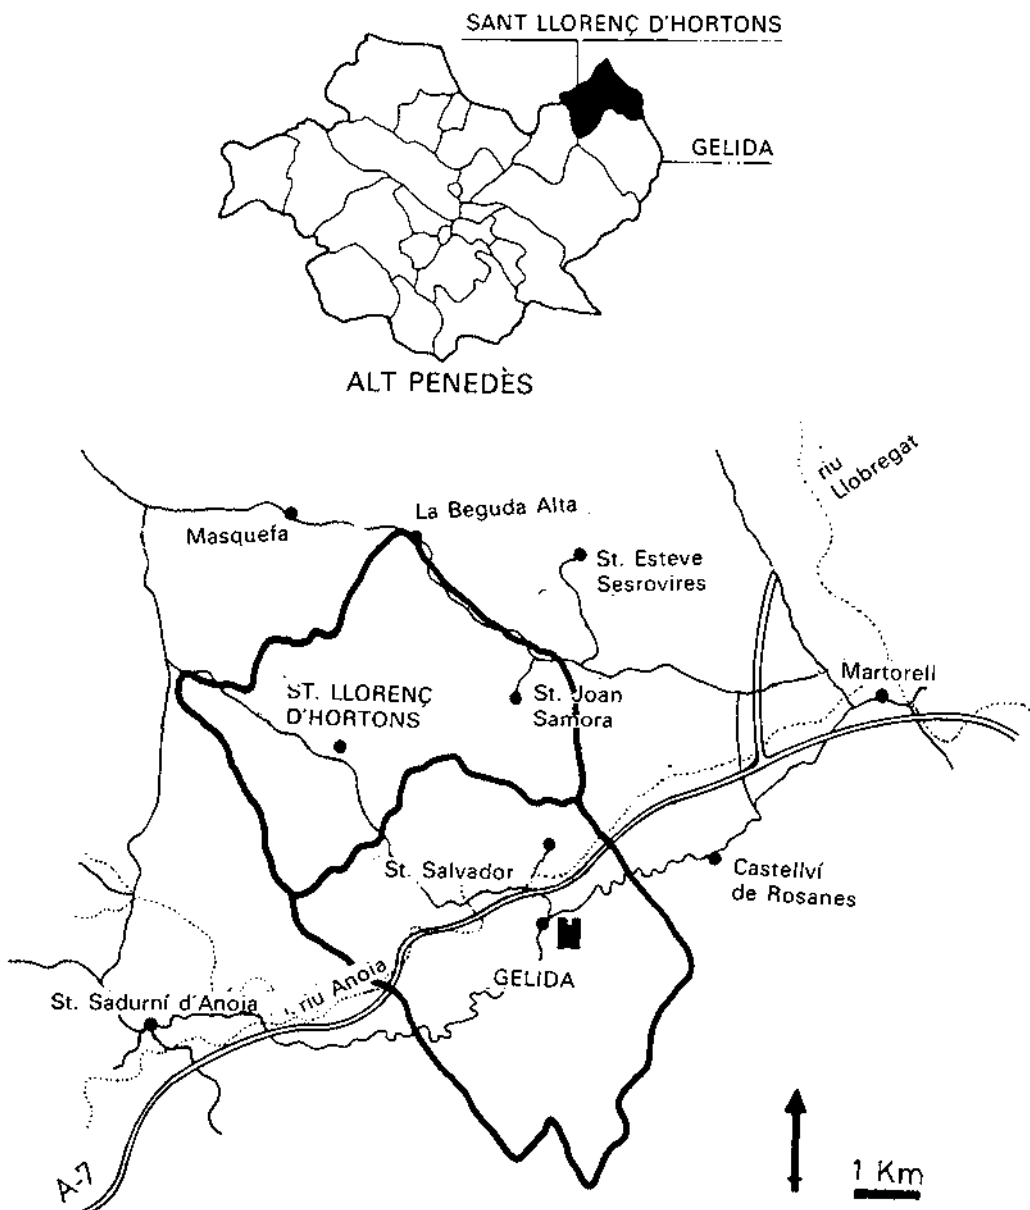 SANT LLORENÇ D'HORTONS
GELIDA
ALT PENEDÈS
riu
Llobregat
La Beguda Alta
Masquefa
St. Esteve
Sesrovires
Martorell
ST. LLORENÇ
D'HORTONS
St. Joan
Samora
St. Salvador
Castellví
de Rosanes
GELIDA
riu Anoia
St. Sadurní d'Anoia
A-7
1 Km